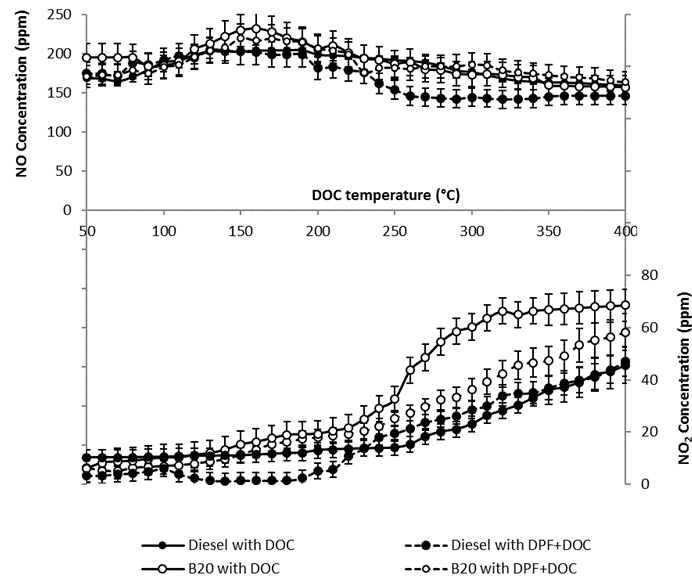 250
200
150
100
50
0
NO Concentration (ppm)
DOC temperature (°C)
50 100 150 200 250 300 350 400
80
60
40
20
0
NO2 Concentration (ppm)
Diesel with DOC Diesel with DPF+DOC
B20 with DOC B20 with DPF+DOC